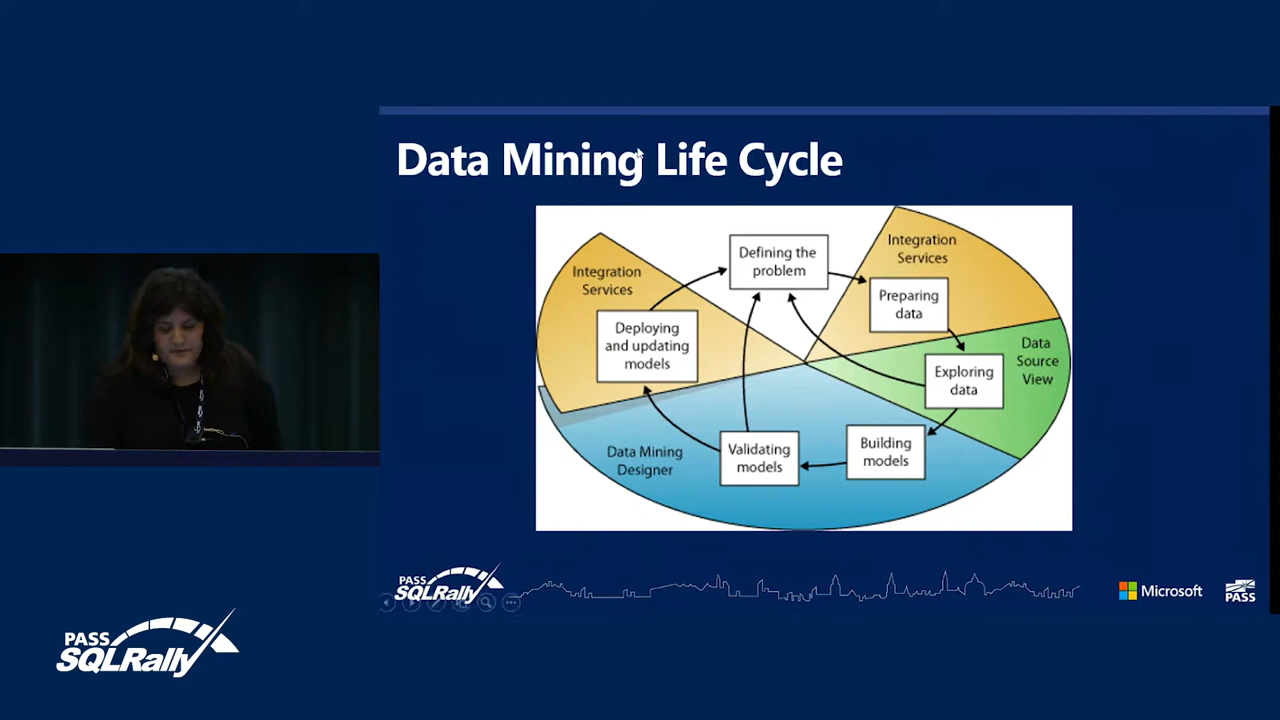 Data Mining Life Cycle
Integration
Services
Defining the
problem
Integration
Services
Preparing
data
Deploying
and updating
models
Data
Source
View
Exploring
data
Data Mining
Designer
Validating
models
Building
models
PASS
SQLRally
Microsoft
PASS
PASS
SQLRally